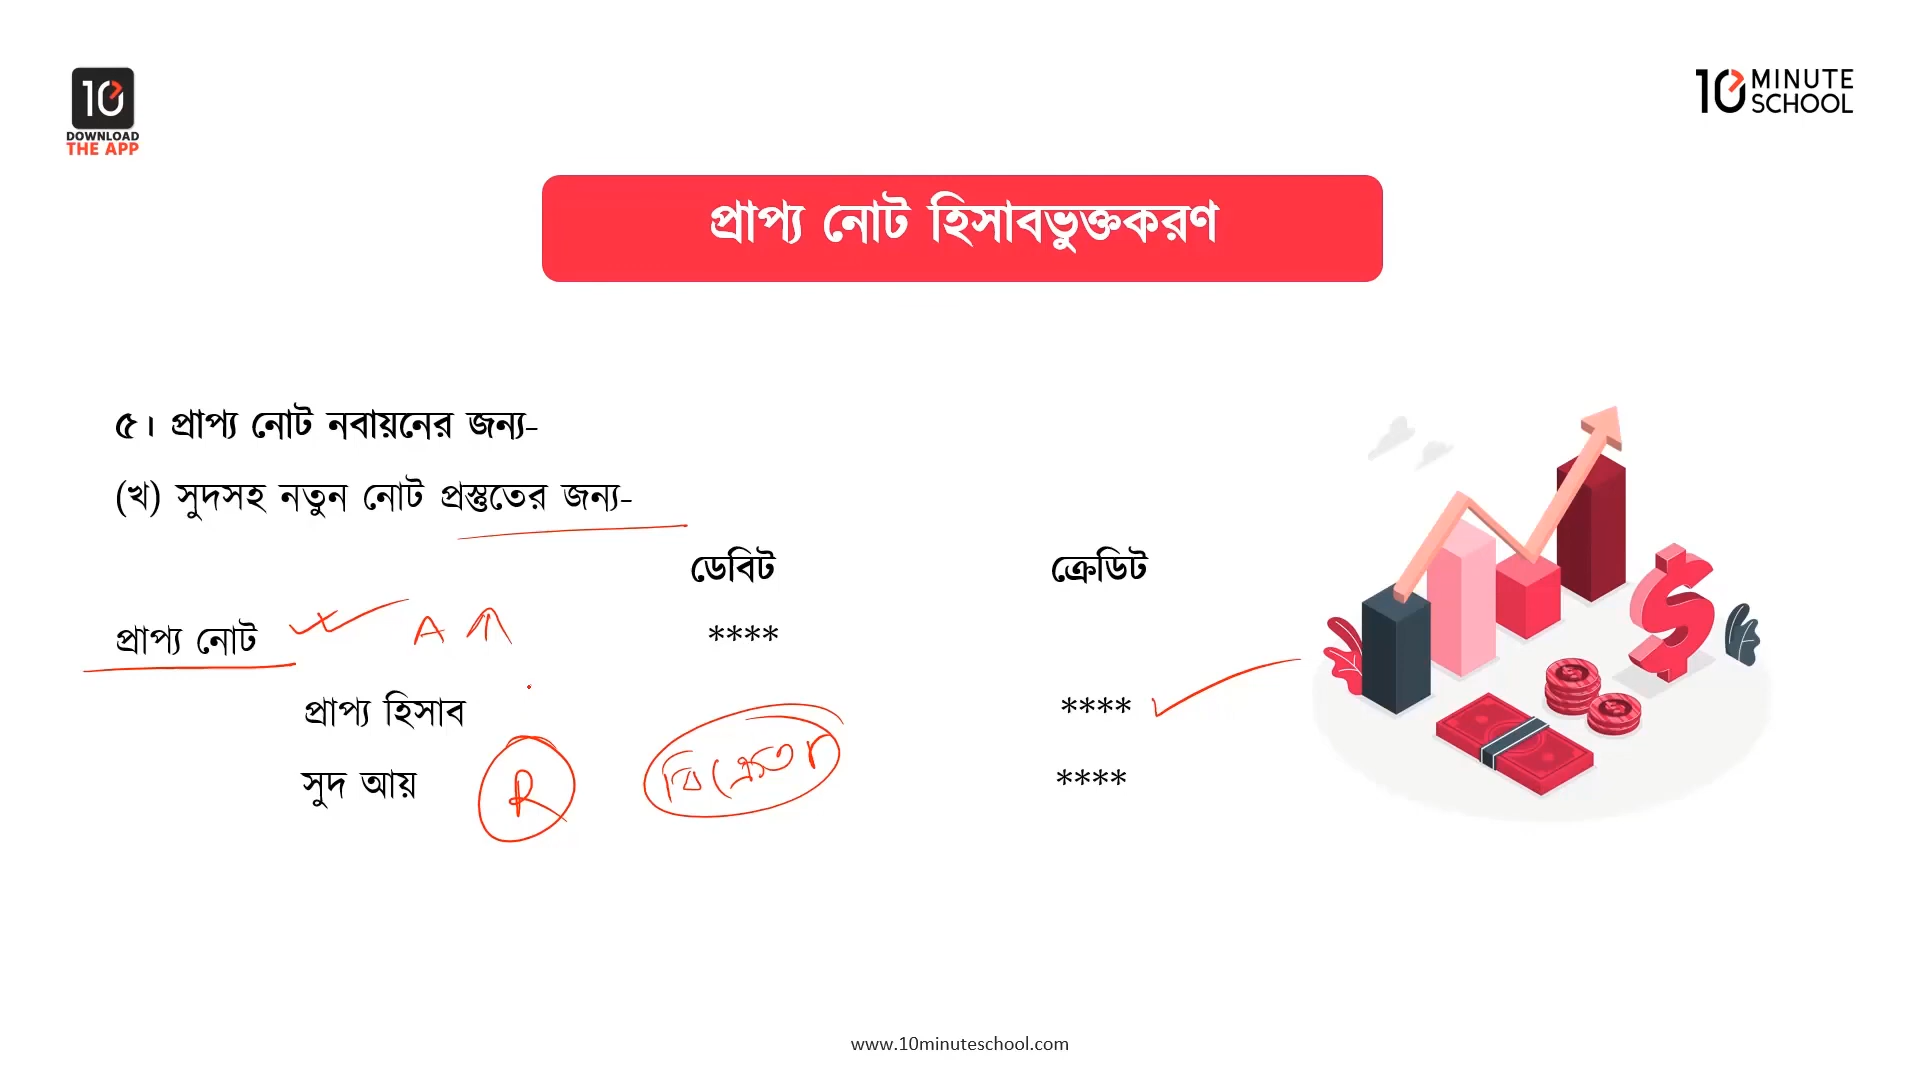 10
DOWNLOAD
THE APP
10 MINUTE
SCHOOL
প্রাপ্য নোট হিসাবভুক্তকরণ
৫। প্রাপ্য নোট নবায়নের জন্য-
(খ) সুদসহ নতুন নোট প্রস্তুতের জন্য-
ডেবিট ক্রেডিট
প্রাপ্য নোট A ****
প্রাপ্য হিসাব ****
সুদ আয় R ****
www.10minuteschool.com